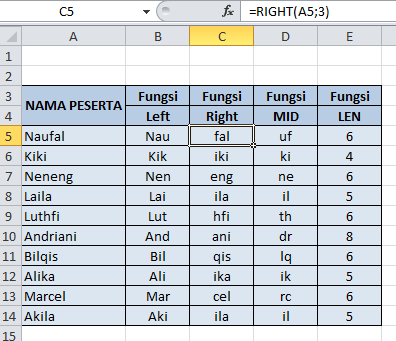 C5 fx =RIGHT(A5;3)
A B C D E
1
2
3 NAMA PESERTA Fungsi Fungsi Fungsi Fungsi
4 Left Right MID LEN
5 Naufal Nau fal uf 6
6 Kiki Kik iki ki 4
7 Neneng Nen eng ne 6
8 Laila Lai ila il 5
9 Luthfi Lut hfi th 6
10 Andriani And ani dr 8
11 Bilqis Bil qis lq 6
12 Alika Ali ika ik 5
13 Marcel Mar cel rc 6
14 Akila Aki ila il 5
15